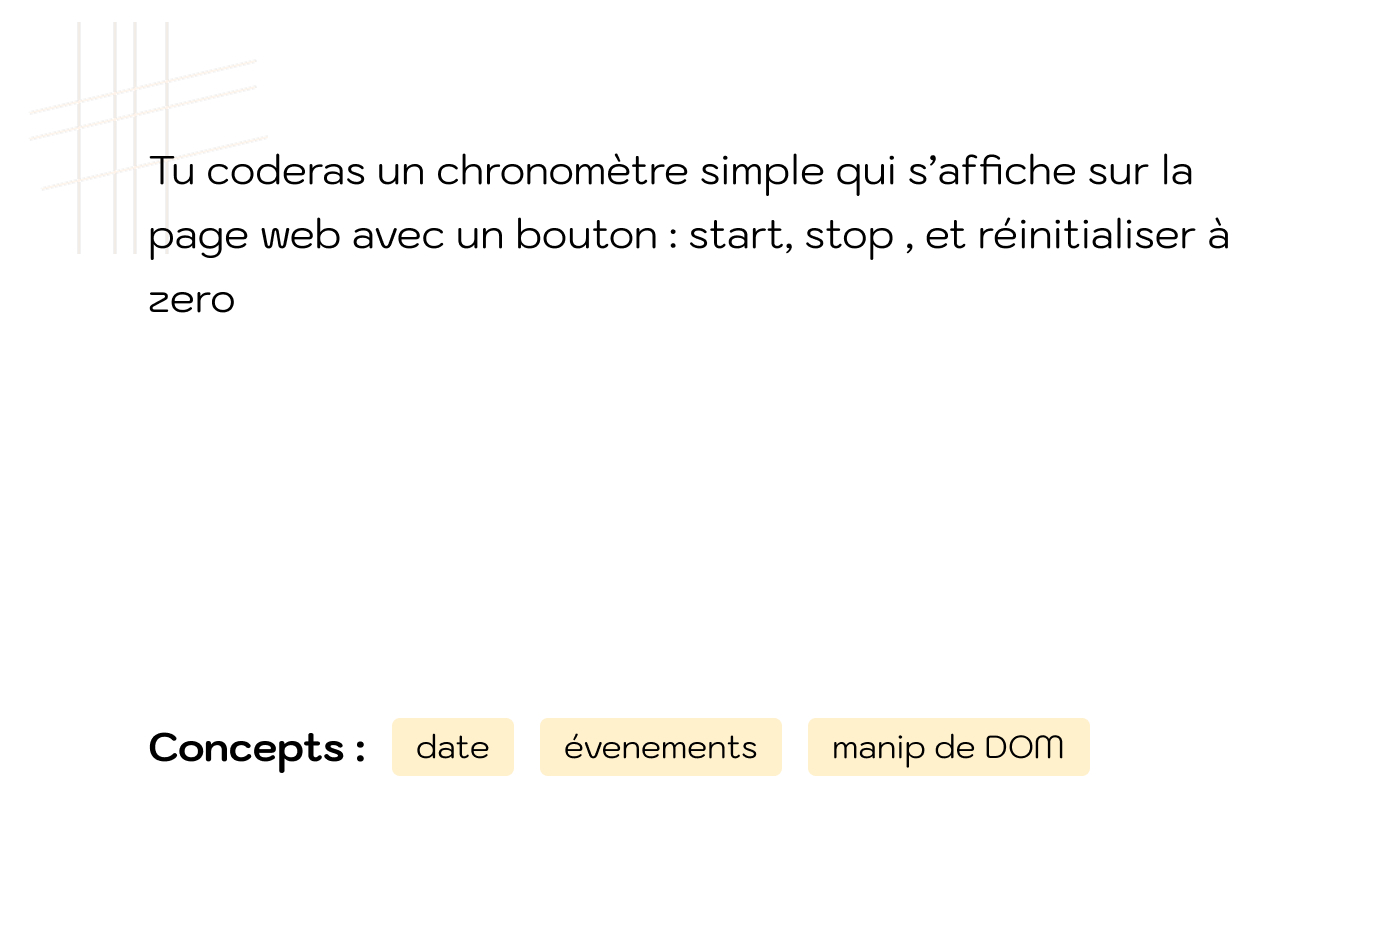 Tu coderas un chronomètre simple qui s’affiche sur la
page web avec un bouton : start, stop , et réinitialiser à
zero
Concepts : date évenements manip de DOM